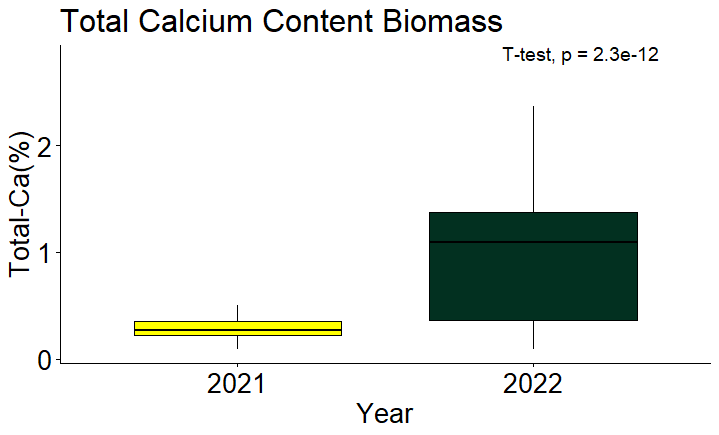 Total Calcium Content Biomass
T-test, p = 2.3e-12
Total-Ca(%)
2
1
0
2021
2022
Year